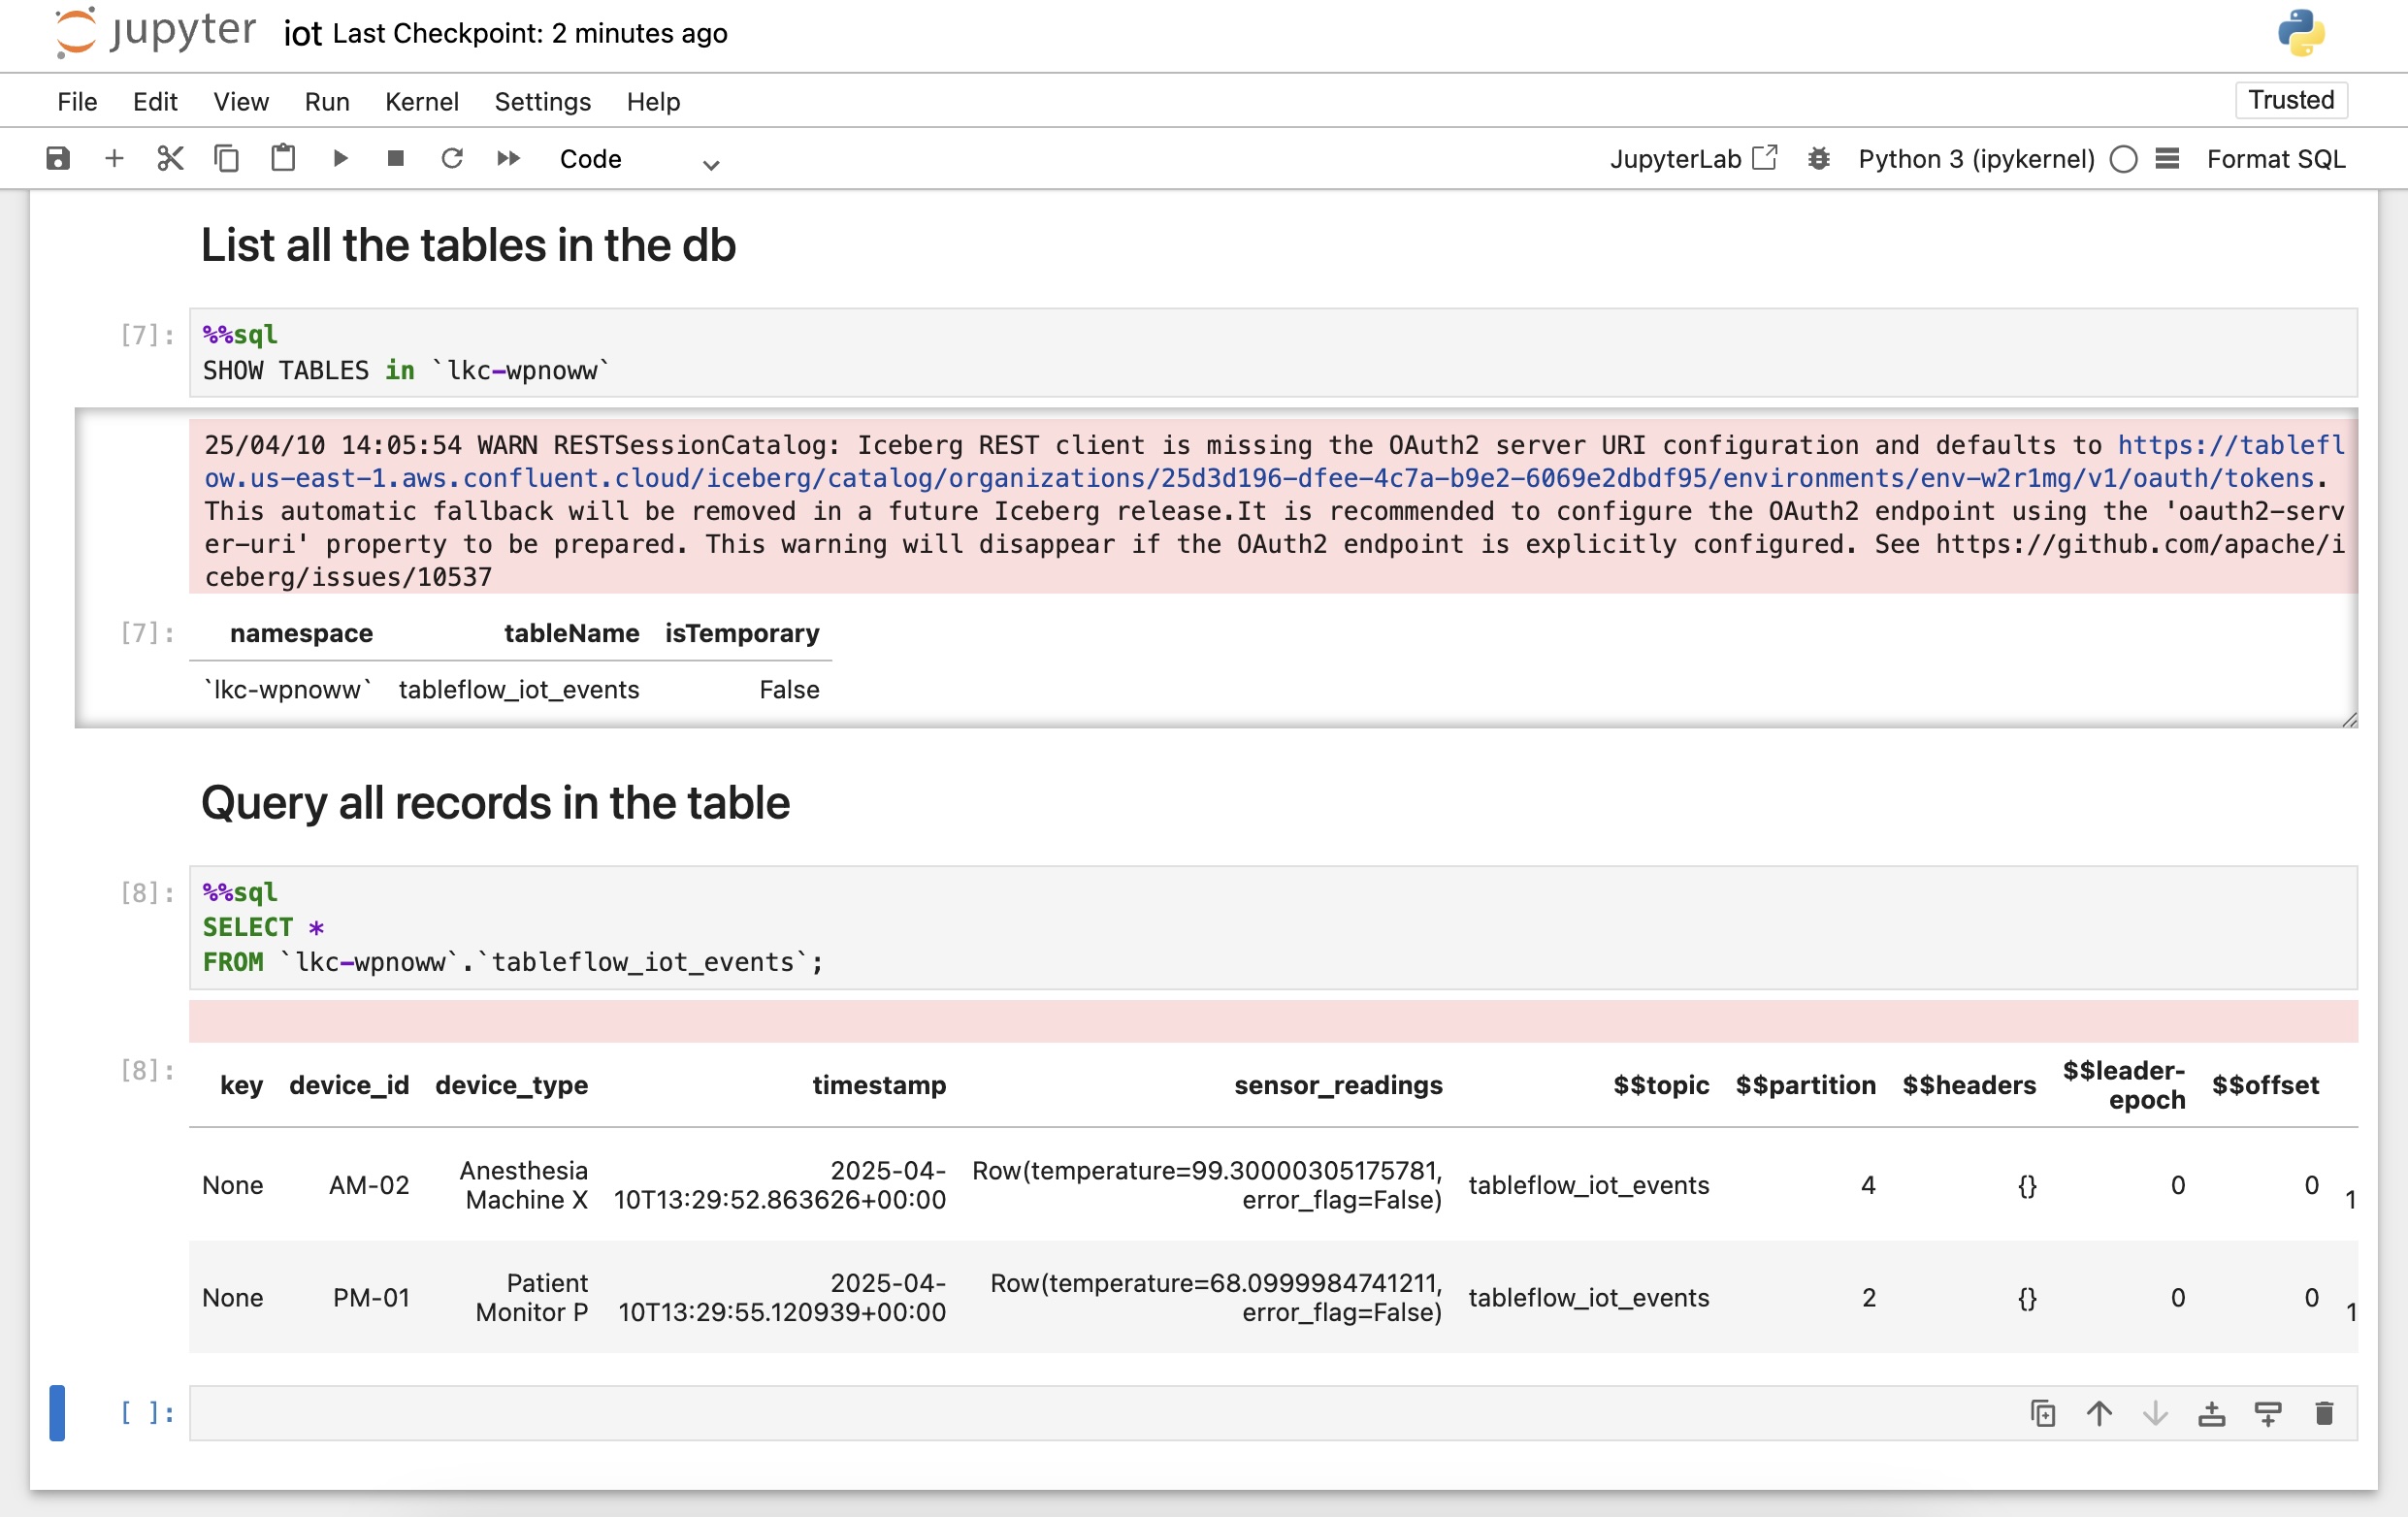 jupyter iot Last Checkpoint: 2 minutes ago
File Edit View Run Kernel Settings Help Trusted
Code JupyterLab Python 3 (ipykernel) Format SQL
List all the tables in the db
[7]: %%sql
SHOW TABLES in `lkc-wpnoww`
25/04/10 14:05:54 WARN RESTSessionCatalog: Iceberg REST client is missing the OAuth2 server URI configuration and defaults to https://tablefl
ow.us-east-1.aws.confluent.cloud/iceberg/catalog/organizations/25d3d196-dfee-4c7a-b9e2-6069e2dbdf95/environments/env-w2r1mg/v1/oauth/tokens.
This automatic fallback will be removed in a future Iceberg release.It is recommended to configure the OAuth2 endpoint using the 'oauth2-serv
er-uri' property to be prepared. This warning will disappear if the OAuth2 endpoint is explicitly configured. See https://github.com/apache/i
ceberg/issues/10537
[7]: namespace tableName isTemporary
`lkc-wpnoww` tableflow_iot_events False
Query all records in the table
[8]: %%sql
SELECT *
FROM `lkc-wpnoww`.`tableflow_iot_events`;
[8]: key device_id device_type timestamp sensor_readings $$topic $$partition $$headers $$leader-
epoch $$offset
None AM-02 Anesthesia
Machine X 2025-04-
10T13:29:52.863626+00:00 Row(temperature=99.30000305175781,
error_flag=False) tableflow_iot_events 4 {} 0 0 1
None PM-01 Patient
Monitor P 2025-04-
10T13:29:55.120939+00:00 Row(temperature=68.0999984741211,
error_flag=False) tableflow_iot_events 2 {} 0 0 1
[ ]: